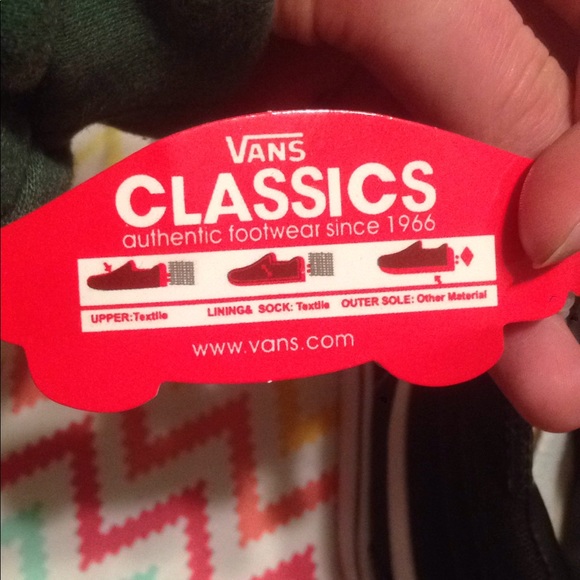 VANS
CLASSICS
authentic footwear since 1966
UPPER:Textile LINING& SOCK: Textile OUTER SOLE: Other Material
www.vans.com